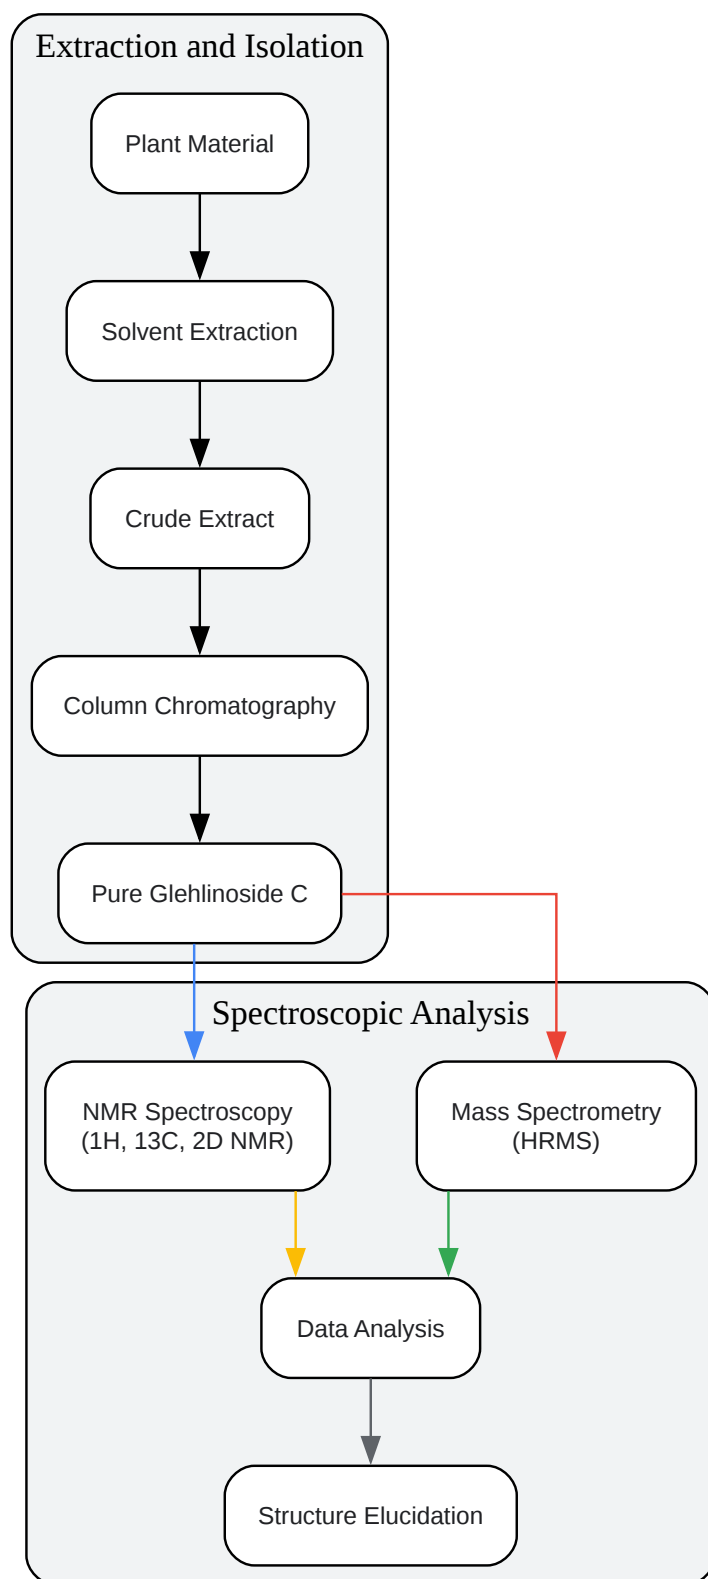 Extraction and Isolation
Plant Material
Solvent Extraction
Crude Extract
Column Chromatography
Pure Glehlinoside C
Spectroscopic Analysis
NMR Spectroscopy
(1H, 13C, 2D NMR)
Mass Spectrometry
(HRMS)
Data Analysis
Structure Elucidation